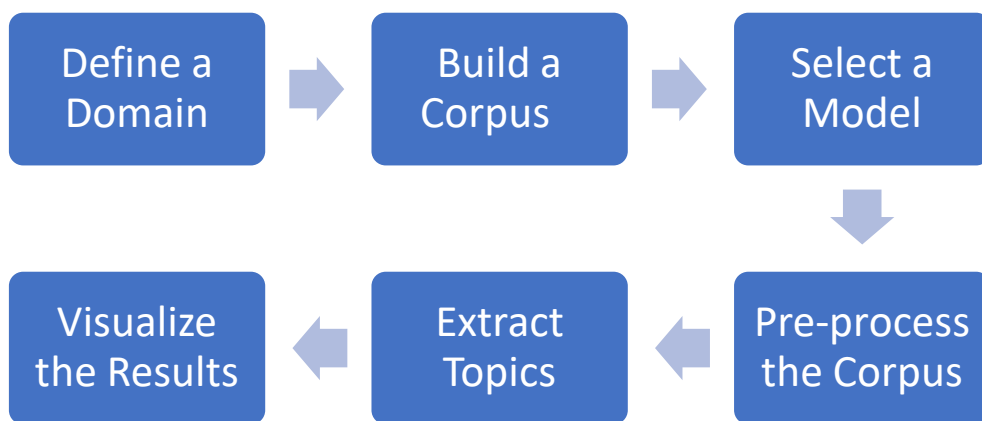 Define a
Domain
Build a
Corpus
Select a
Model
Pre-process
the Corpus
Extract
Topics
Visualize
the Results